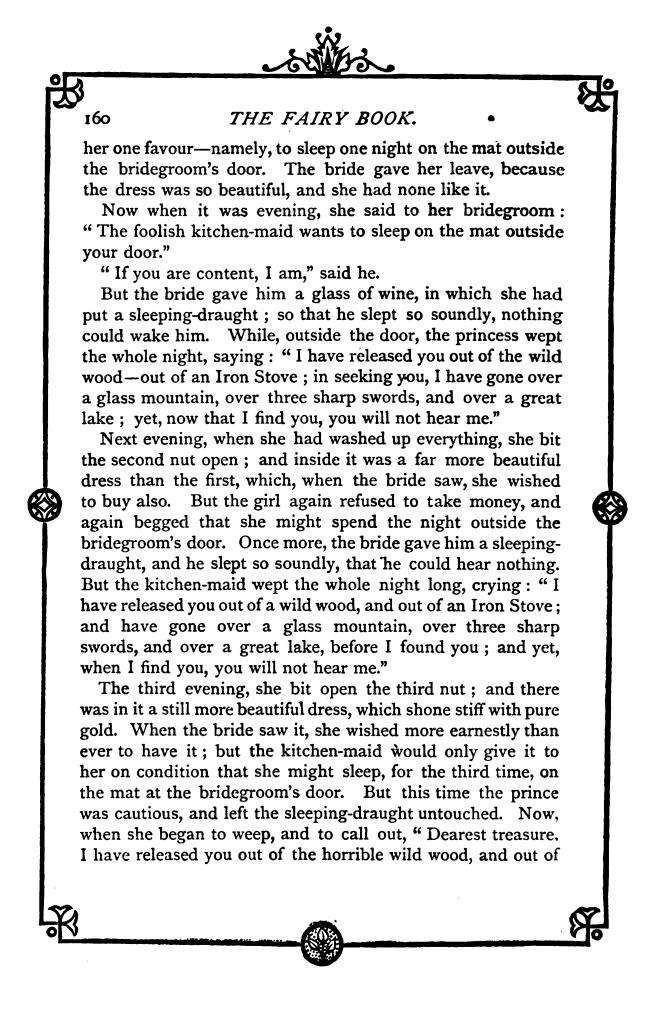 160 THE FAIRY BOOK.
her one favour—namely, to sleep one night on the mat outside
the bridegroom's door. The bride gave her leave, because
the dress was so beautiful, and she had none like it.
Now when it was evening, she said to her bridegroom :
“ The foolish kitchen-maid wants to sleep on the mat outside
your door.”
“ If you are content, I am,” said he.
But the bride gave him a glass of wine, in which she had
put a sleeping-draught ; so that he slept so soundly, nothing
could wake him. While, outside the door, the princess wept
the whole night, saying : “ I have released you out of the wild
wood—out of an Iron Stove ; in seeking you, I have gone over
a glass mountain, over three sharp swords, and over a great
lake ; yet, now that I find you, you will not hear me.”
Next evening, when she had washed up everything, she bit
the second nut open ; and inside it was a far more beautiful
dress than the first, which, when the bride saw, she wished
to buy also. But the girl again refused to take money, and
again begged that she might spend the night outside the
bridegroom's door. Once more, the bride gave him a sleeping-
draught, and he slept so soundly, that he could hear nothing.
But the kitchen-maid wept the whole night long, crying : “ I
have released you out of a wild wood, and out of an Iron Stove ;
and have gone over a glass mountain, over three sharp
swords, and over a great lake, before I found you ; and yet,
when I find you, you will not hear me.”
The third evening, she bit open the third nut ; and there
was in it a still more beautiful dress, which shone stiff with pure
gold. When the bride saw it, she wished more earnestly than
ever to have it ; but the kitchen-maid would only give it to
her on condition that she might sleep, for the third time, on
the mat at the bridegroom's door. But this time the prince
was cautious, and left the sleeping-draught untouched. Now,
when she began to weep, and to call out, “ Dearest treasure.
I have released you out of the horrible wild wood, and out of